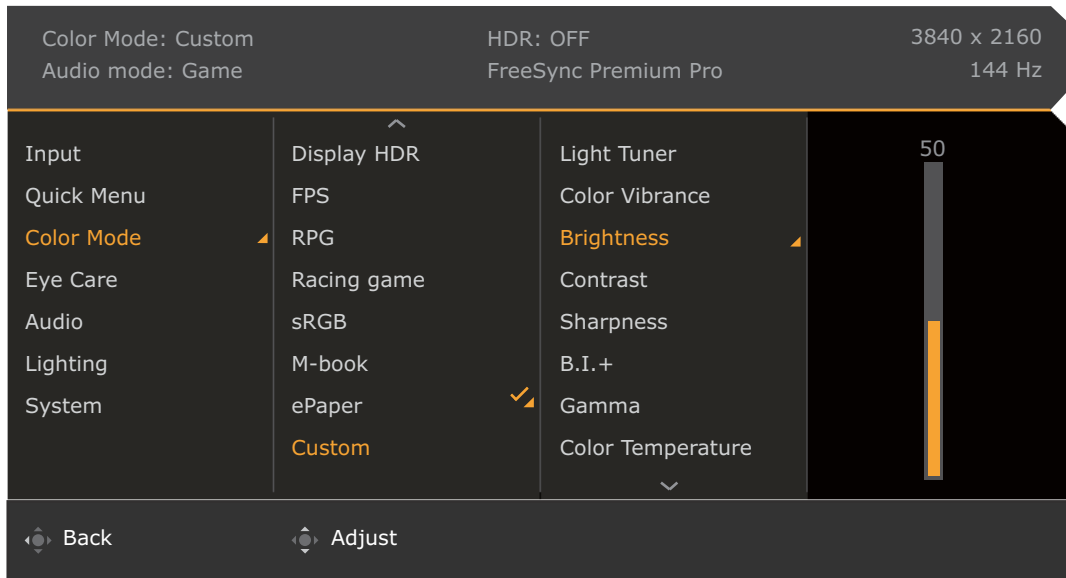 Color Mode: Custom
HDR: OFF
3840 x 2160
Audio mode: Game
FreeSync Premium Pro
144 Hz
Input
Quick Menu
Color Mode
Eye Care
Audio
Lighting
System
Display HDR
FPS
RPG
Racing game
sRGB
M-book
ePaper
Custom
Light Tuner
Color Vibrance
Brightness
Contrast
Sharpness
B.I.+
Gamma
Color Temperature
50
Back
Adjust